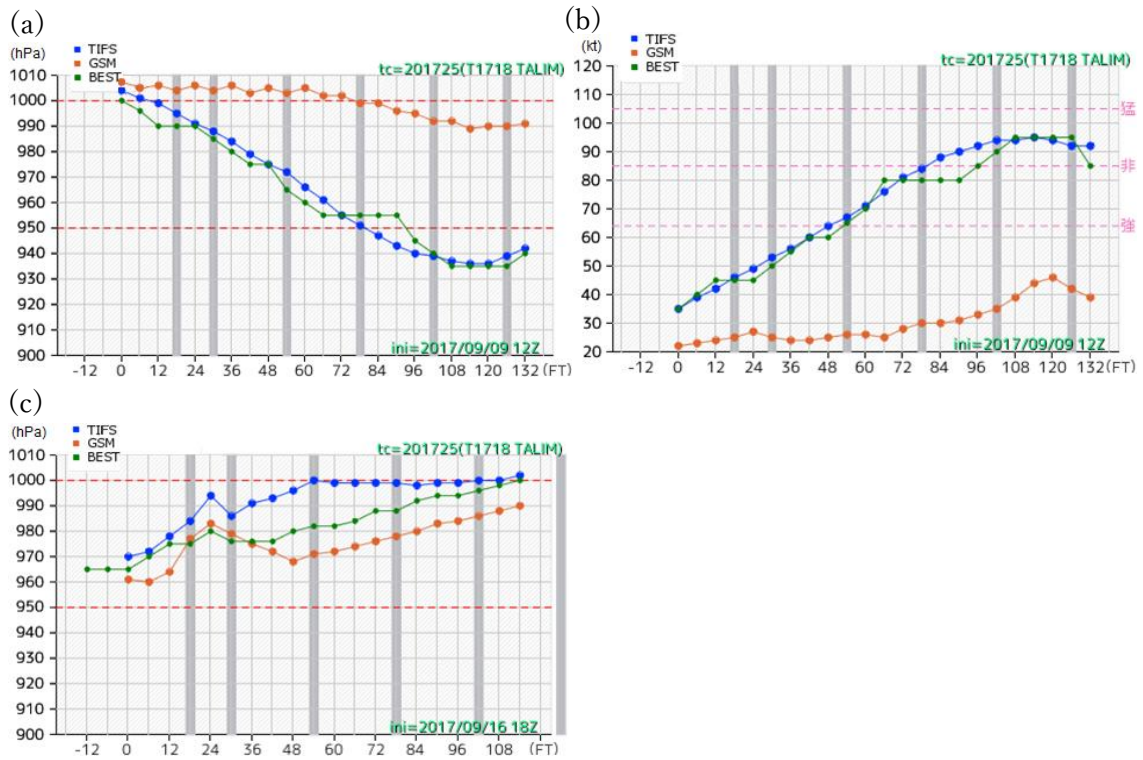 (a)
(hPa)
TIFS
GSM
BEST
tc=201725(T1718 TALIM)
1010
1000
990
980
970
960
950
940
930
920
910
900
ini=2017/09/09 12Z
-12 0 12 24 36 48 60 72 84 96 108 120 132(FT)
(b)
(kt)
TIFS
GSM
BEST
tc=201725(T1718 TALIM)
120
110
100
90
80
70
60
50
40
30
20
猛
非
強
ini=2017/09/09 12Z
-12 0 12 24 36 48 60 72 84 96 108 120 132(FT)
(c)
(hPa)
TIFS
GSM
BEST
tc=201725(T1718 TALIM)
1010
1000
990
980
970
960
950
940
930
920
910
900
ini=2017/09/16 18Z
-12 0 12 24 36 48 60 72 84 96 108 (FT)